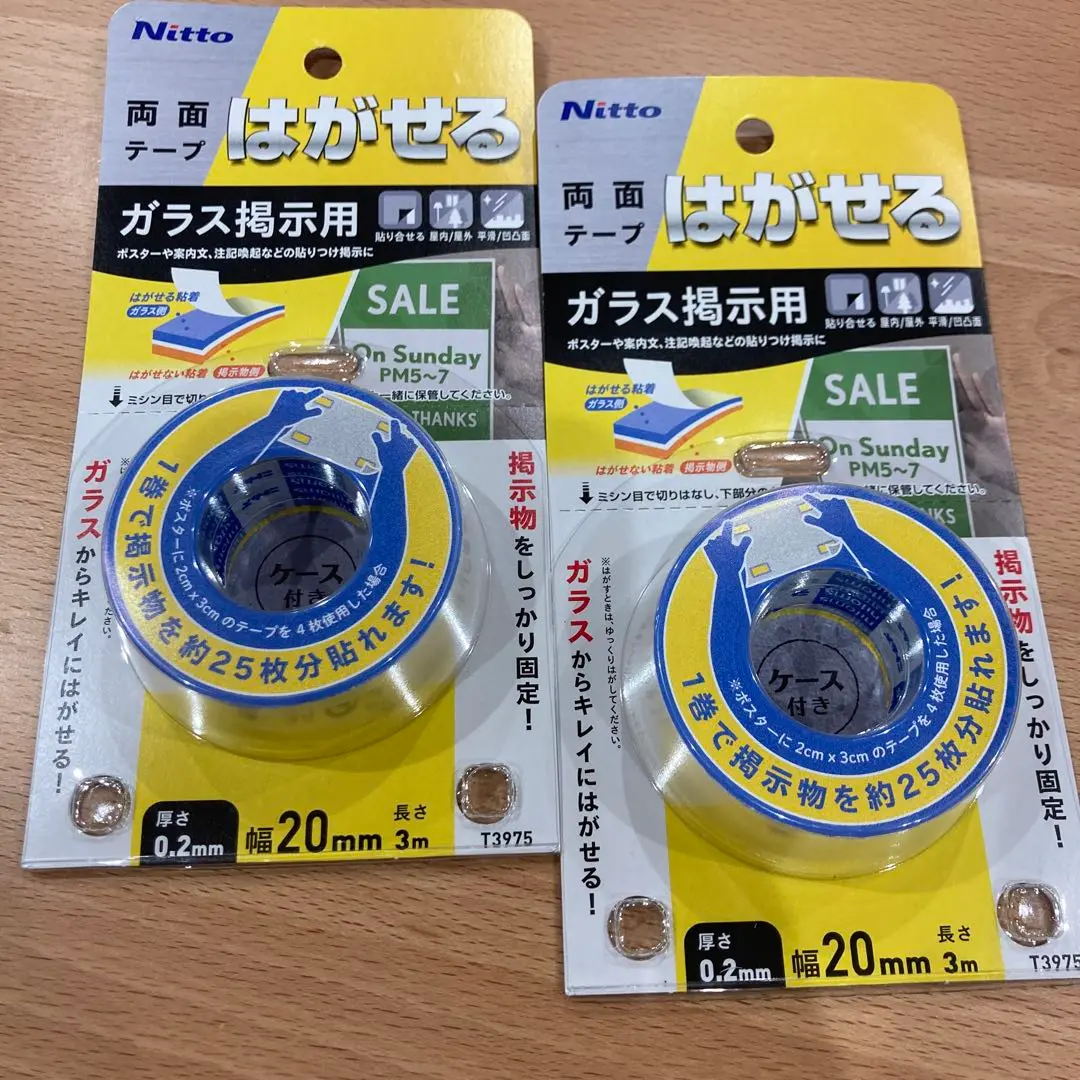 Nitto
両面
テープ
はがせる
ガラス掲示用
貼り合せる 屋内/屋外 平滑/凹凸面
ポスターや案内文、注記喚起などの貼りつけ掲示に
はがせる粘着
ガラス側
はがせない粘着 掲示物側
SALE
On Sunday
PM5~7
THANKS
ミシン目で切り
一緒に保管してください。
1巻で掲示物を約25枚分貼れます!
※ポスターに2cm×3cmのテープを4枚使用した場合
ケース
付き
掲示物をしっかり固定!
ガラスからキレイにはがせる!
ださい。
厚さ
0.2mm
幅20mm
長さ
3m
T3975
Nitto
両面
テープ
はがせる
ガラス掲示用
貼り合せる 屋内/屋外 平滑/凹凸面
ポスターや案内文、注記喚起などの貼りつけ掲示に
はがせる粘着
ガラス側
はがせない粘着 掲示物側
SALE
On Sunday
PM5~7
NKS
ミシン目で切りはなし、下部分の
緒に保管してください。
1巻で掲示物を約25枚分貼れます!
※ポスターに2cm×3cmのテープを4枚使用した場合
ケース
付き
掲示物をしっかり固定!
※はがすときは、ゆっくりはがしてください。
ガラスからキレイにはがせる!
厚さ
0.2mm
幅20mm
長さ
3m
T3975